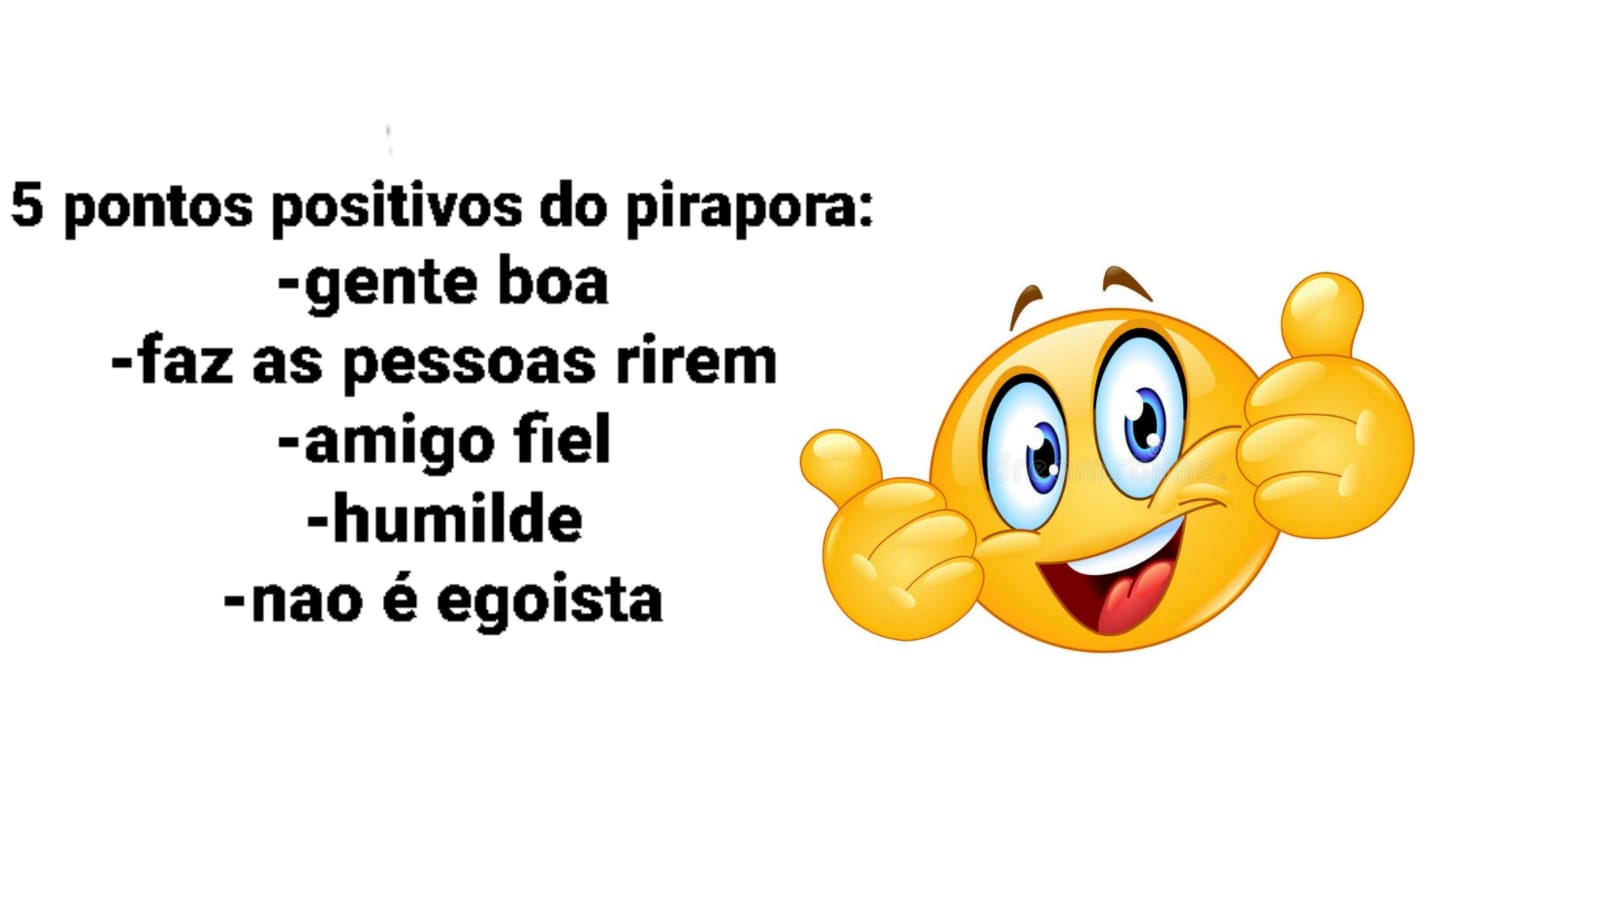 5 pontos positivos do pirapora:
-gente boa
-faz as pessoas rirem
-amigo fiel
-humilde
-nao é egoista